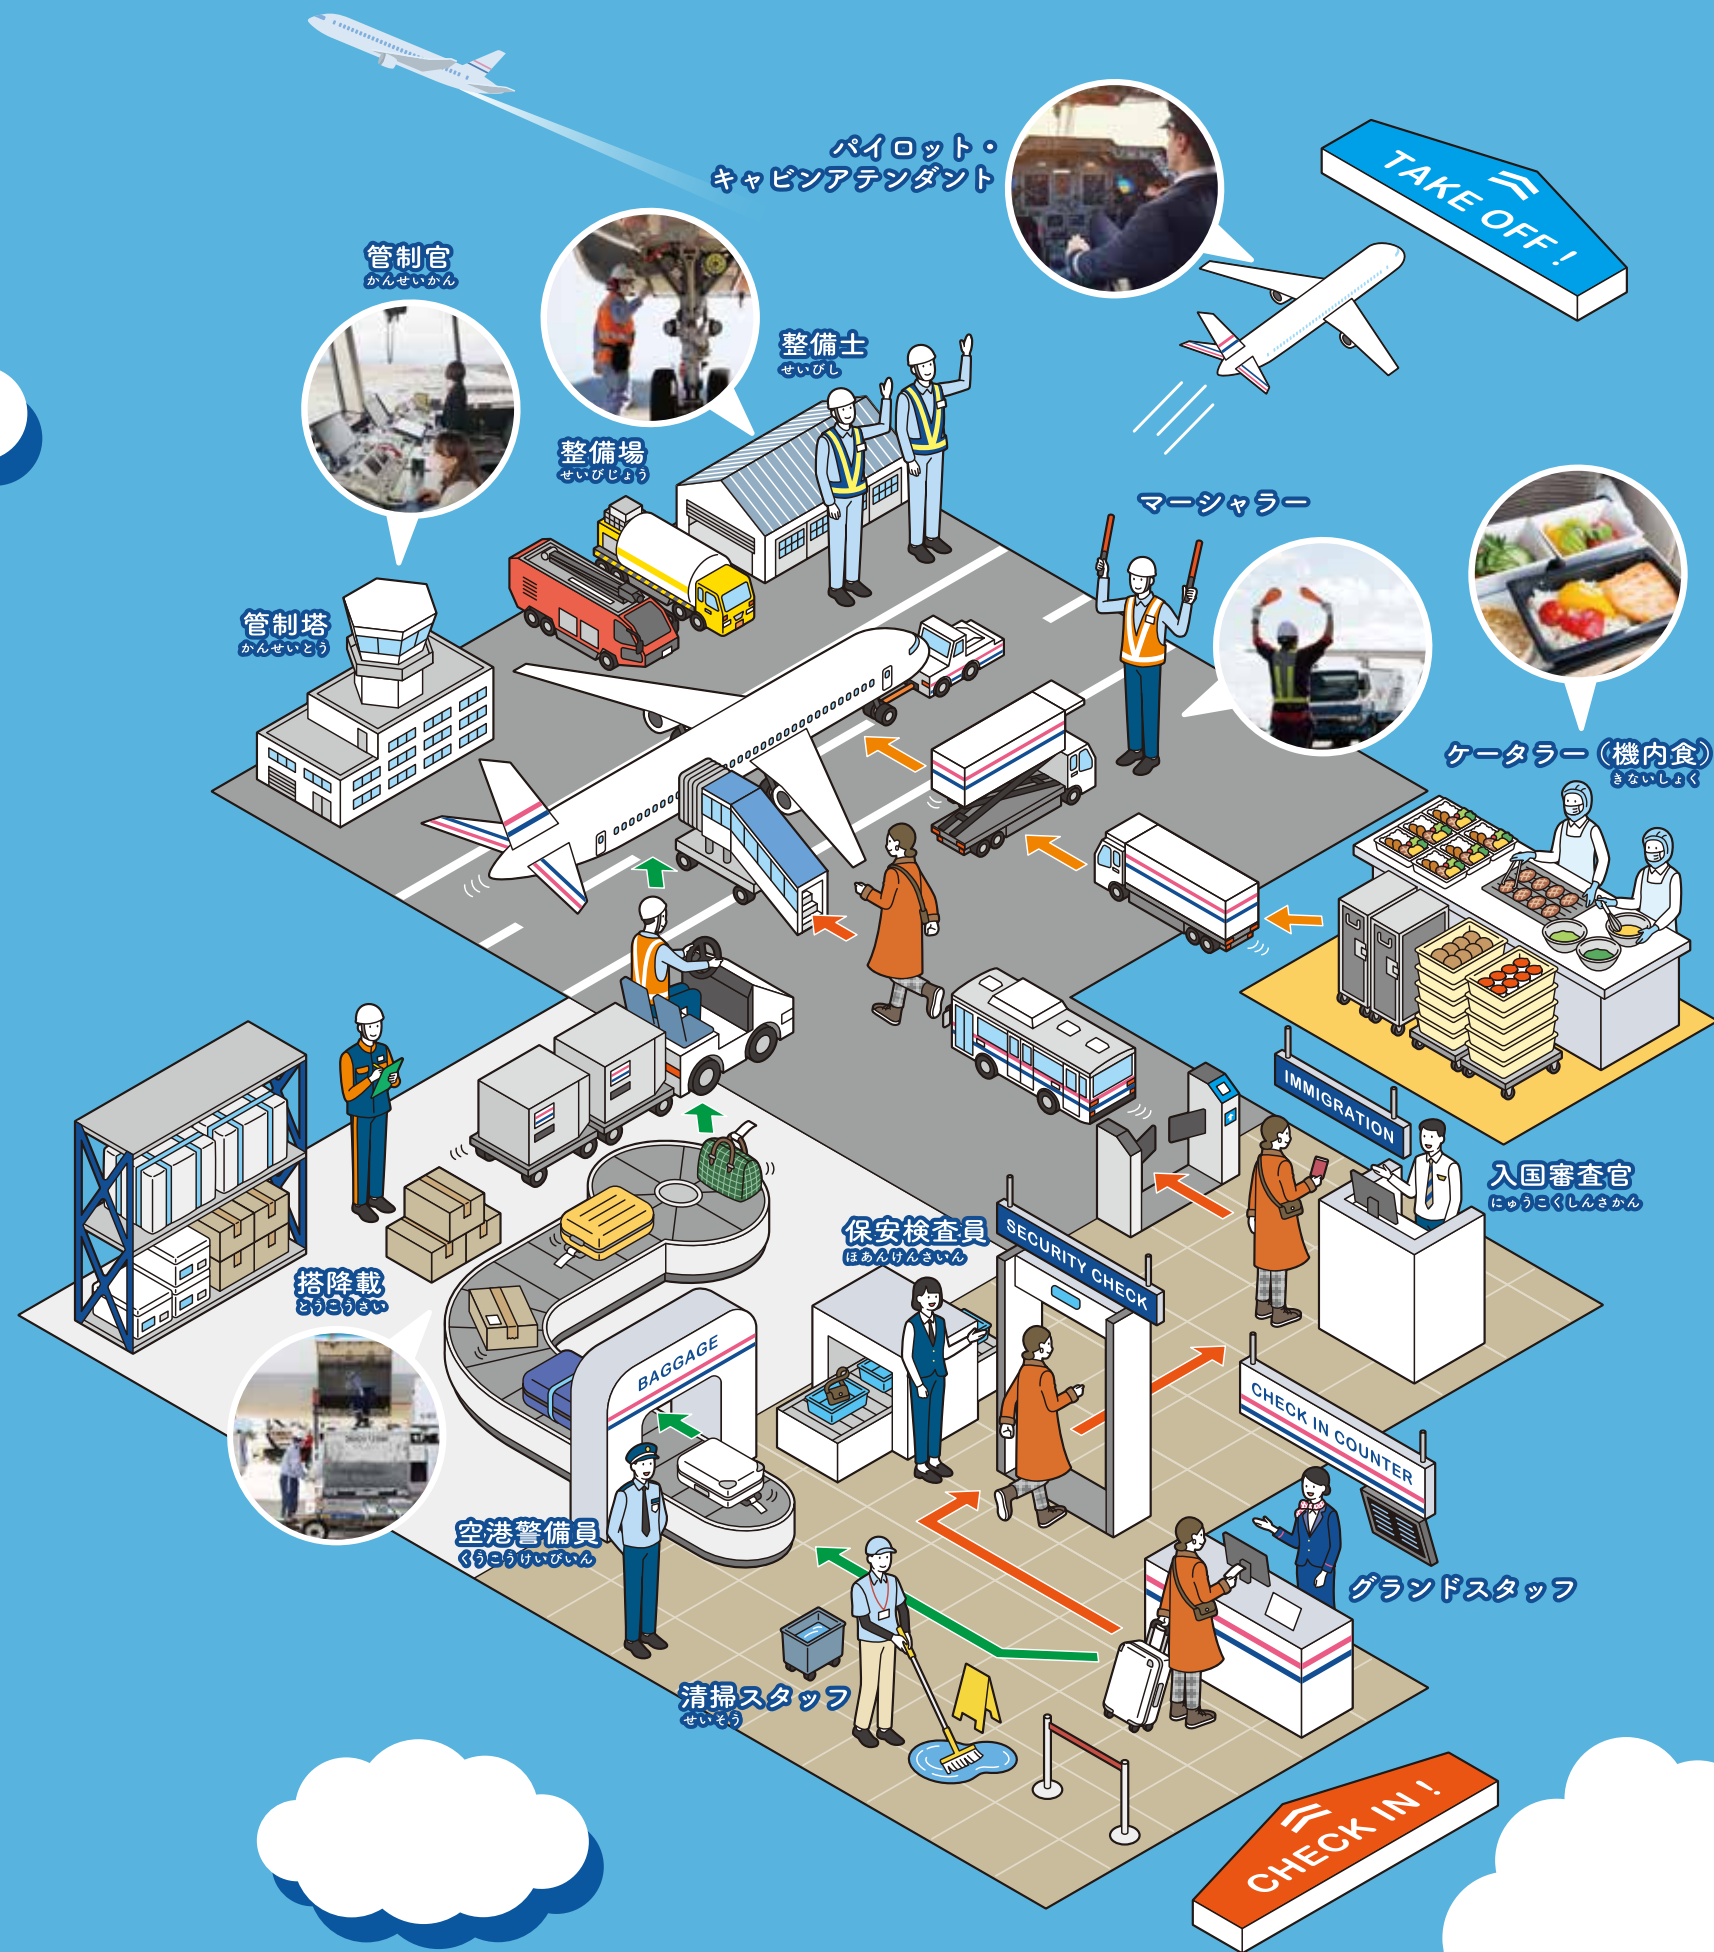 パイロット・
キャビンアテンダント
TAKE OFF !
管制官
かんせいかん
整備士
せいびし
整備場
せいびじょう
マーシャラー
管制塔
かんせいとう
ケータラー（機内食）
きないしょく
IMMIGRATION
入国審査官
にゅうこくしんさかん
保安検査員
ほあんけんさいん
SECURITY CHECK
搭降載
とうこうさい
BAGGAGE
CHECK IN COUNTER
空港警備員
くうこうけいびいん
グランドスタッフ
清掃スタッフ
せいそう
CHECK IN !